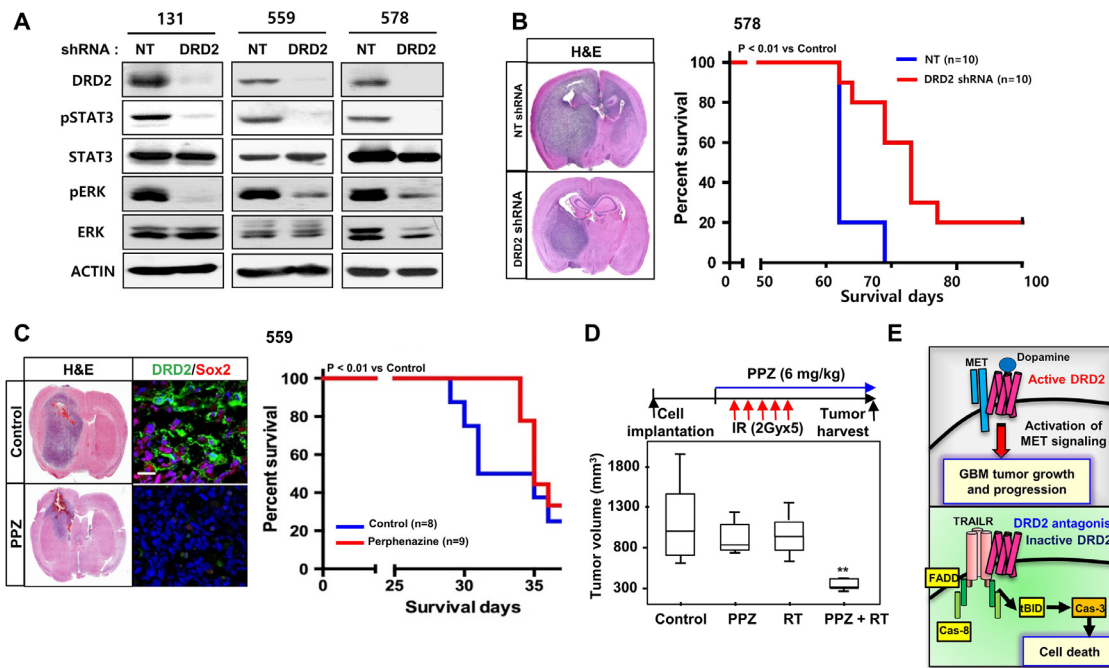 A
131
559
578
shRNA :
NT
DRD2
NT
DRD2
NT
DRD2
DRD2
pSTAT3
STAT3
pERK
ERK
ACTIN
B
H&E
NT shRNA
DRD2 shRNA
578
P < 0.01 vs Control
NT (n=10)
DRD2 shRNA (n=10)
Percent survival
100
80
60
40
20
0
0
50
60
70
80
100
Survival days
C
H&E
DRD2/Sox2
Control
PPZ
559
P < 0.01 vs Control
Percent survival
100
80
60
40
20
0
Control (n=8)
Perphenazine (n=9)
0
25
30
35
Survival days
D
PPZ (6 mg/kg)
Cell
implantation
IR (2Gyx5)
Tumor
harvest
Tumor volume (mm³)
1800
1300
800
300
**
Control
PPZ
RT
PPZ + RT
E
MET
Dopamine
Active DRD2
Activation of
MET signaling
GBM tumor growth
and progression
TRAILR
DRD2 antagonis
Inactive DRD2
FADD
Cas-8
tBID
Cas-3
Cell death